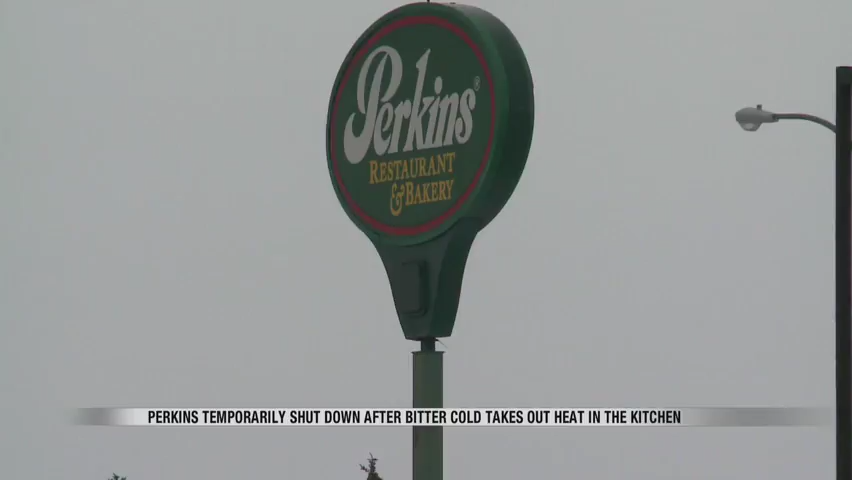 Perkins®
RESTAURANT
& BAKERY
PERKINS TEMPORARILY SHUT DOWN AFTER BITTER COLD TAKES OUT HEAT IN THE KITCHEN